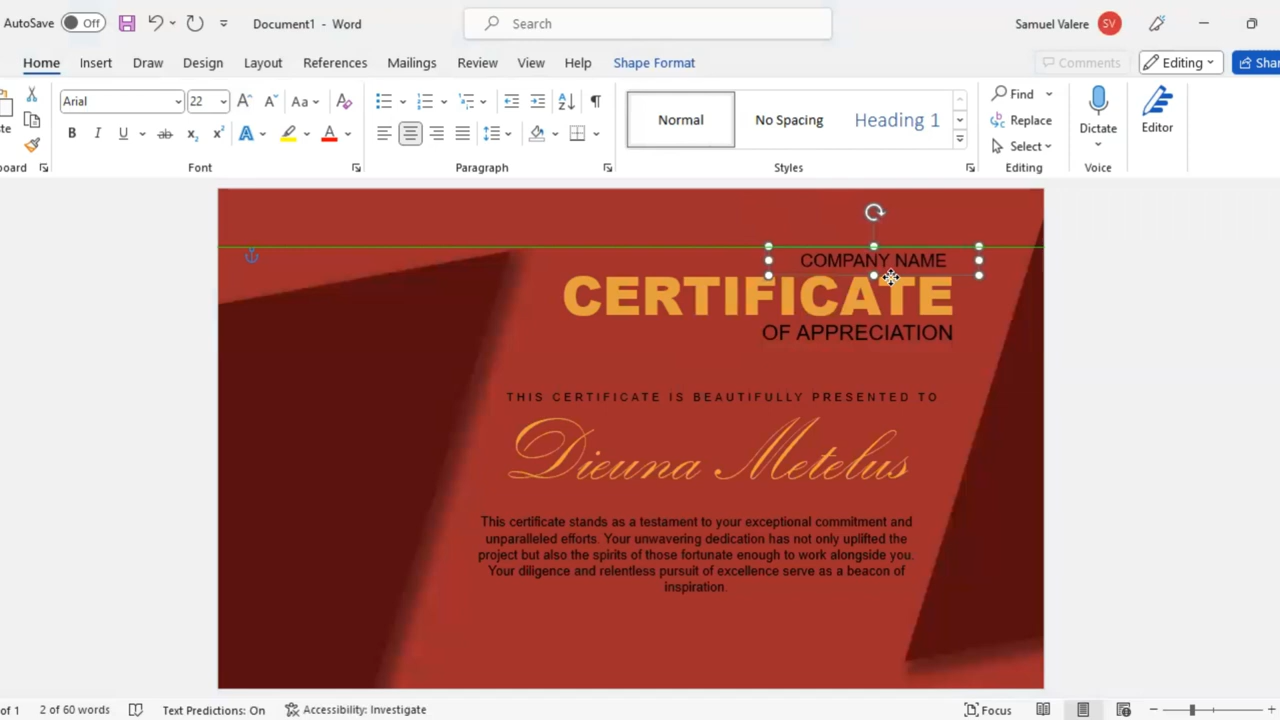 AutoSave Off Document1 - Word Search Samuel Valere SV
Home Insert Draw Design Layout References Mailings Review View Help Shape Format Comments Editing
Arial 22 Aa Normal No Spacing Heading 1 Find Replace Select Dictate Editor
Font Paragraph Styles Editing Voice
COMPANY NAME
CERTIFICATE
OF APPRECIATION
THIS CERTIFICATE IS BEAUTIFULLY PRESENTED TO
Dieuna Metelus
This certificate stands as a testament to your exceptional commitment and
unparalleled efforts. Your unwavering dedication has not only uplifted the
project but also the spirits of those fortunate enough to work alongside you.
Your diligence and relentless pursuit of excellence serve as a beacon of
inspiration.
of 1 2 of 60 words Text Predictions: On Accessibility: Investigate Focus